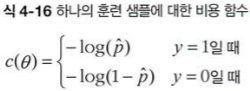 식 4-16 하나의 훈련 샘플에 대한 비용 함수
c(θ) = { -log(p̂) y = 1일 때
-log(1 - p̂) y = 0일 때